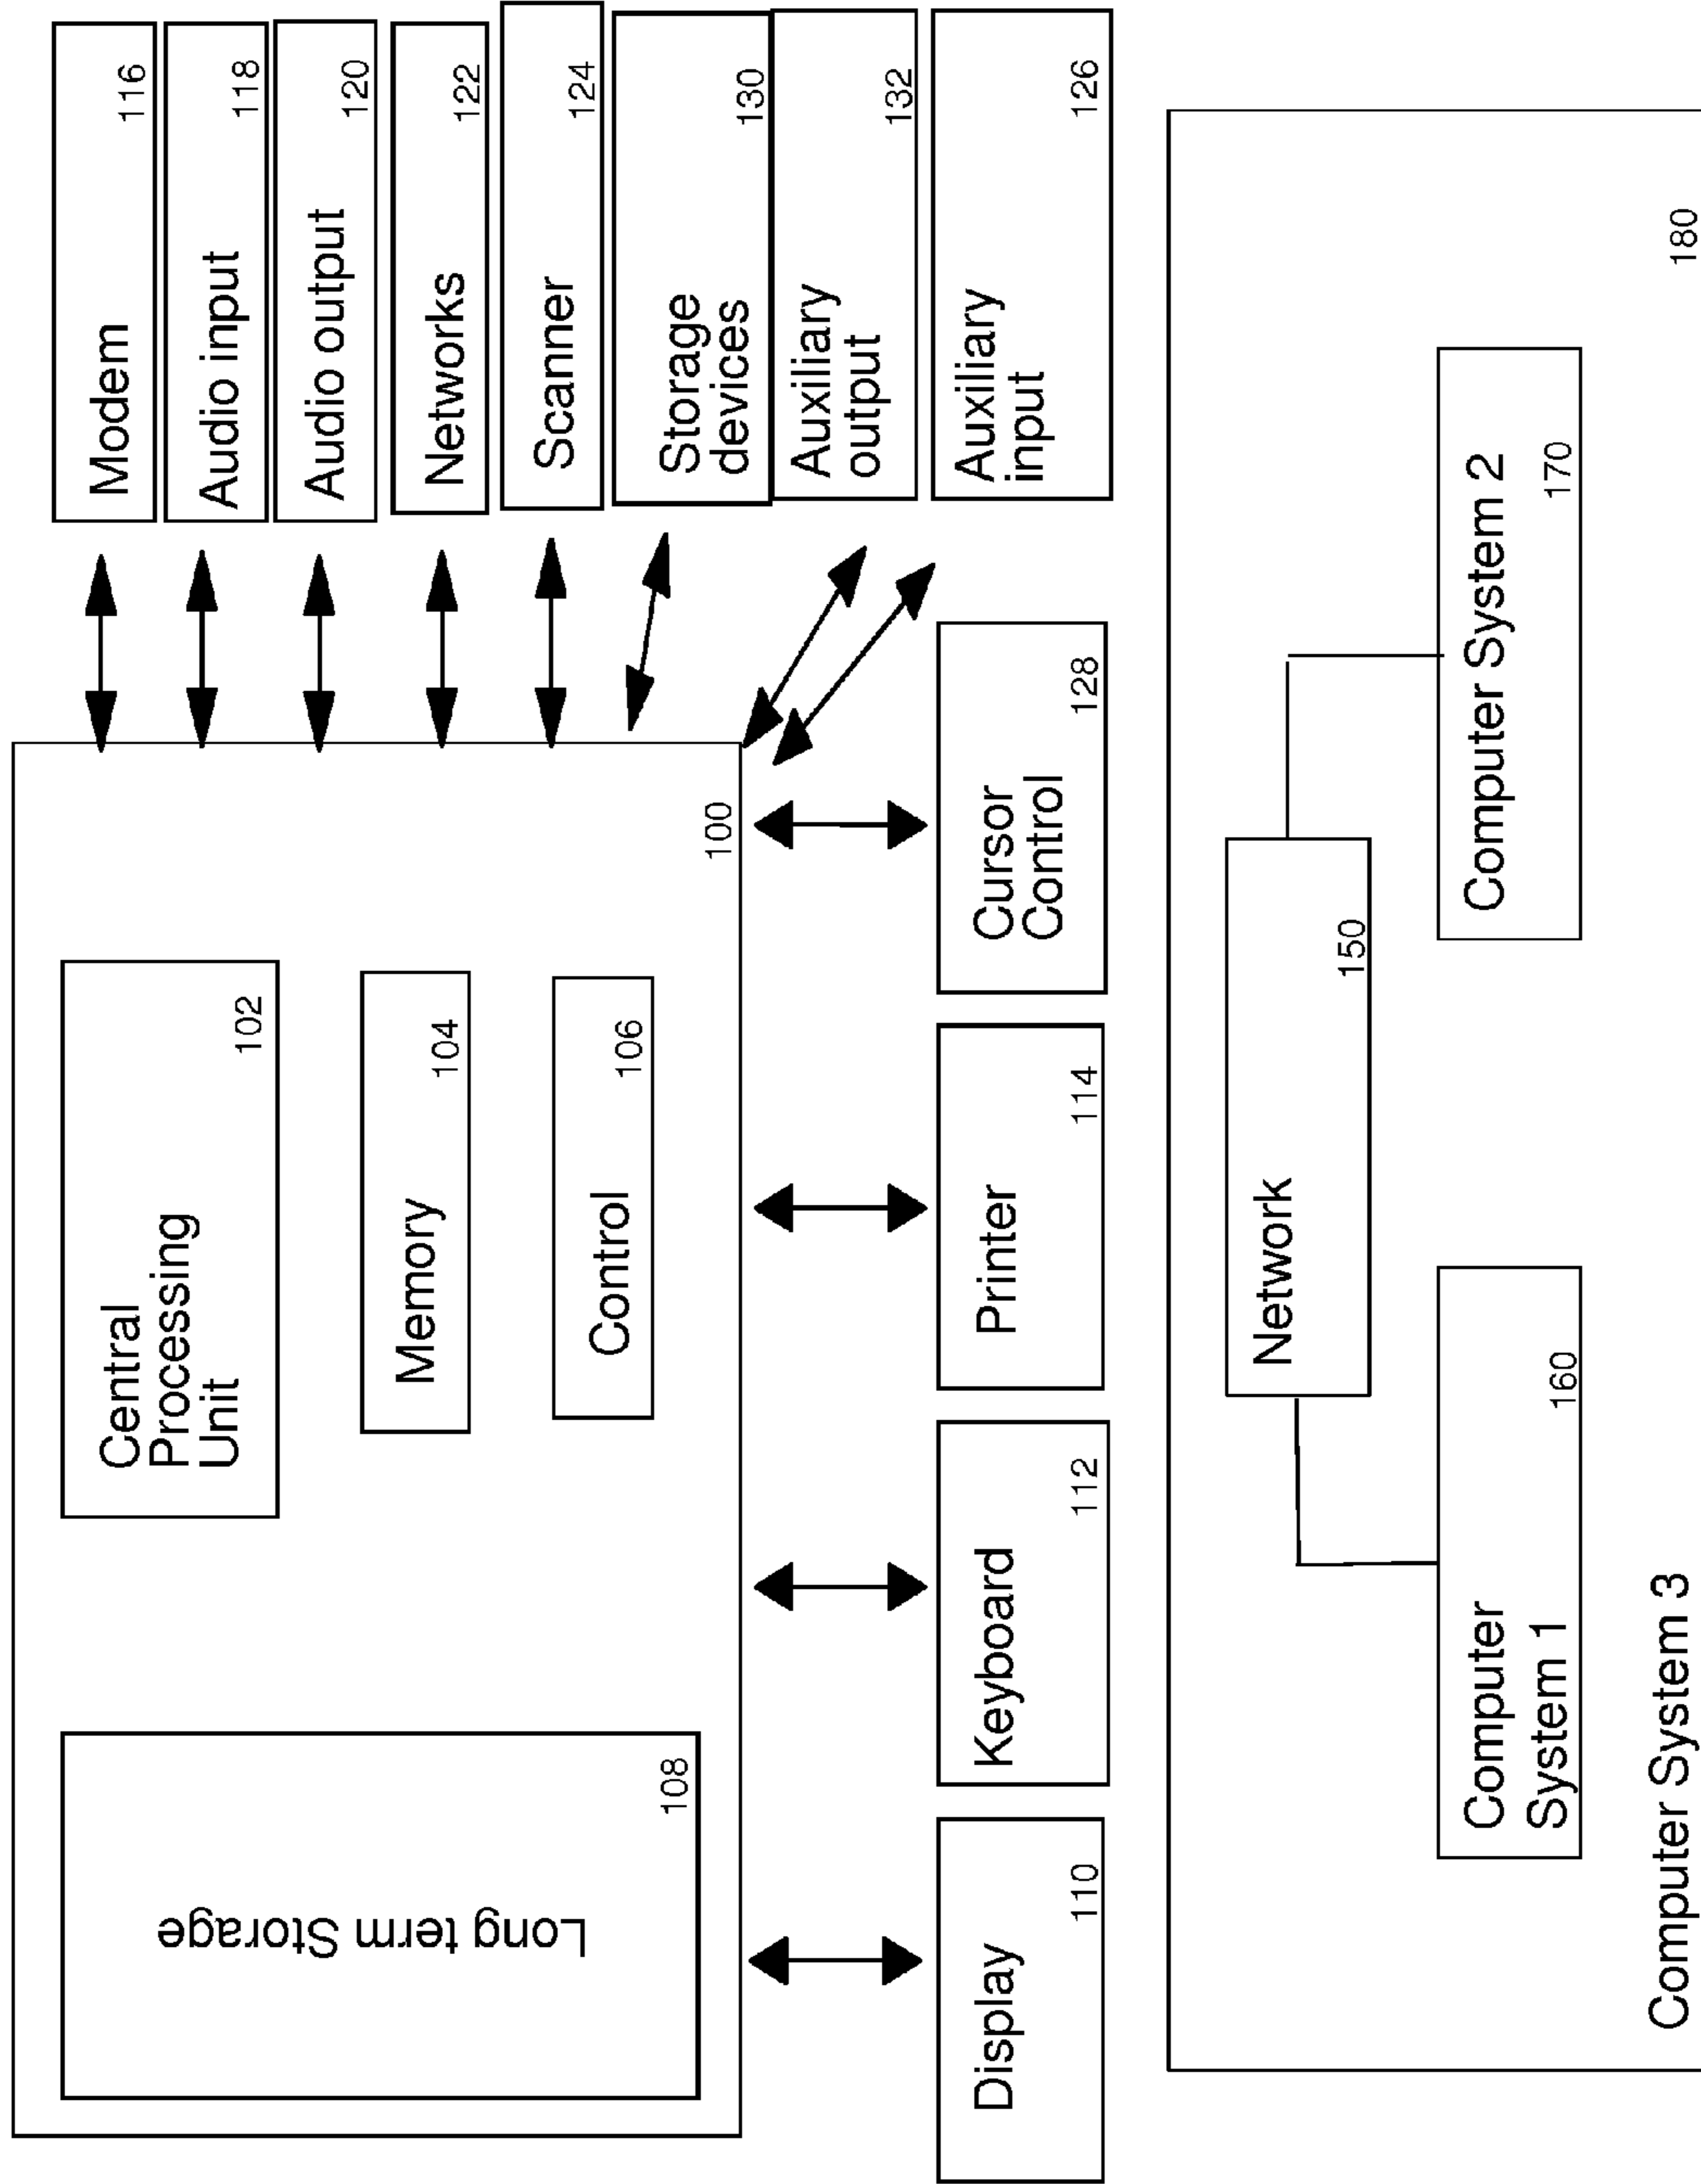 Long term Storage
108
Central
Processing
Unit
102
Memory
104
Control
106
100
Modem
116
Audio input
118
Audio output
120
Networks
122
Scanner
124
Storage
devices
130
Auxiliary
output
132
Auxiliary
input
126
Display
110
Keyboard
112
Printer
114
Cursor
Control
128
Network
150
Computer
System 1
160
Computer System 2
170
Computer System 3
180